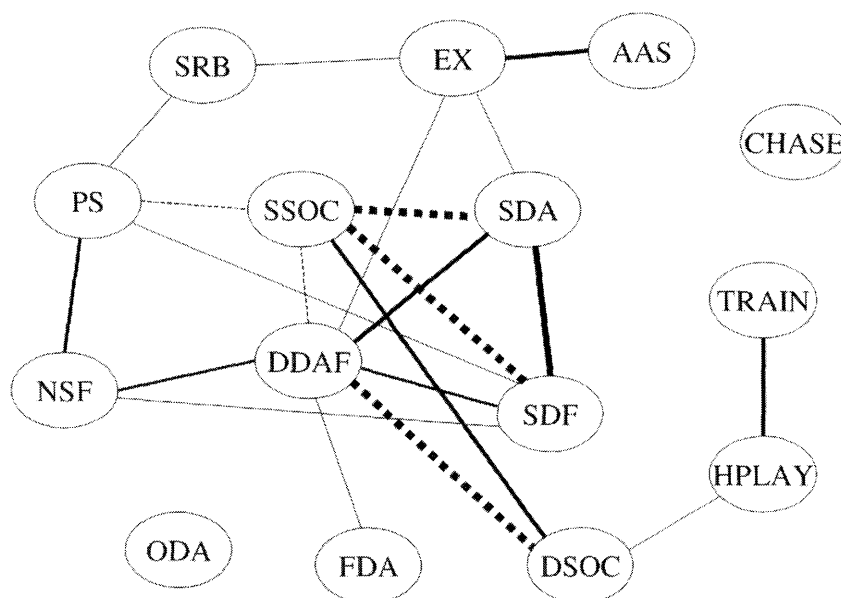 SRB
EX
AAS
CHASE
PS
SSOC
SDA
TRAIN
NSF
DDAF
SDF
HPLAY
ODA
FDA
DSOC